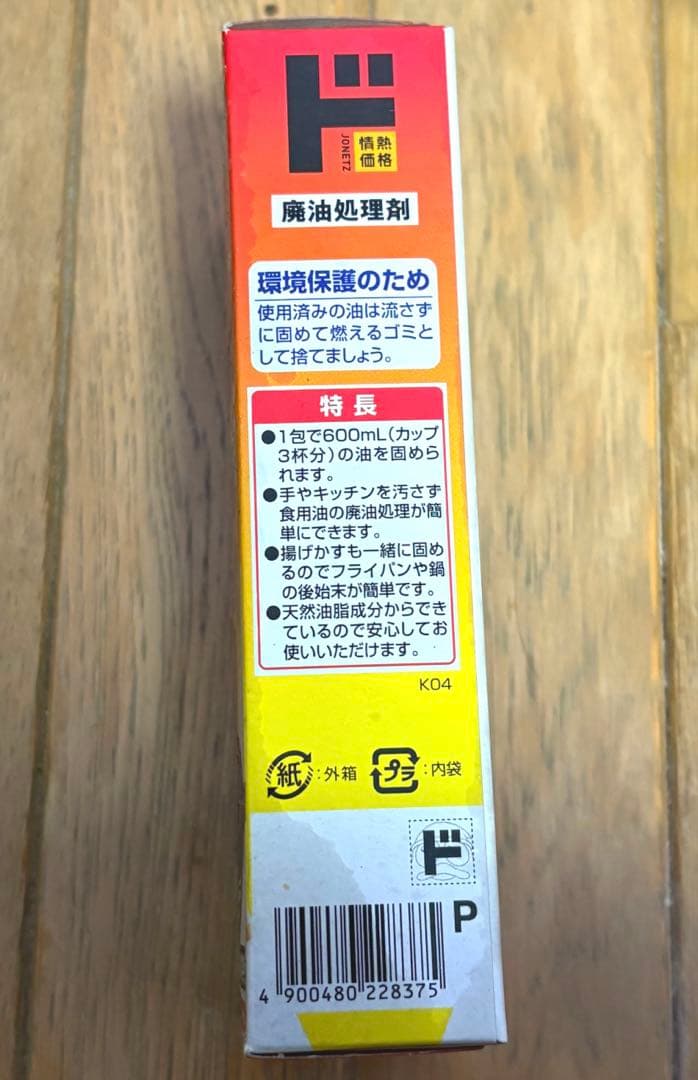 ド
JONETZ
情熱
価格
廃油処理剤
環境保護のため
使用済みの油は流さず
に固めて燃えるゴミと
して捨てましょう。
特長
●1包で600mL(カップ
3杯分)の油を固めら
れます。
●手やキッチンを汚さず
食用油の廃油処理が簡
単にできます。
●揚げかすも一緒に固め
るのでフライパンや鍋
の後始末が簡単です。
●天然油脂成分からでき
ているので安心してお
使いいただけます。
K04
紙:外箱
プラ:内袋
ド
P
4 900480 228375